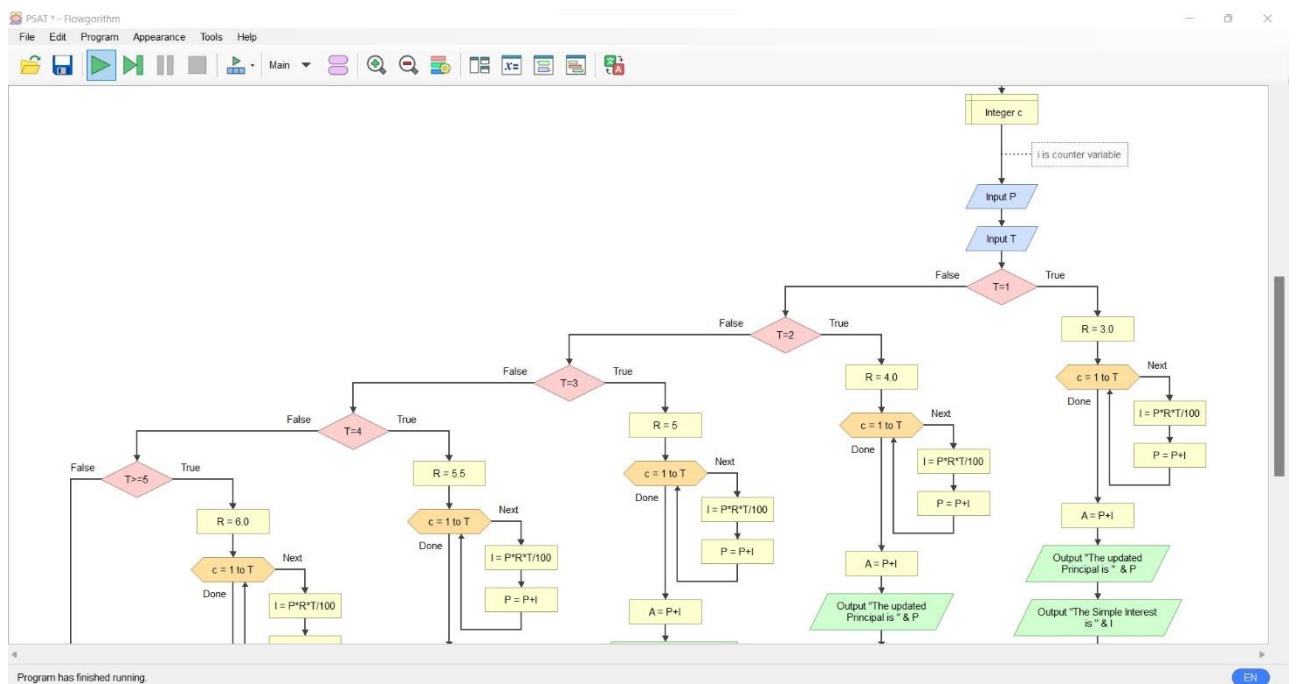 PSAT * - Flowgorithm
File Edit Program Appearance Tools Help
Main
Integer c
i is counter variable
Input P
Input T
False
True
T=1
False
True
T=2
R = 3.0
False
True
T=3
R = 4.0
c = 1 to T
Next
Done
I = P*R*T/100
P = P+I
False
True
T=4
R = 5
c = 1 to T
Next
Done
I = P*R*T/100
P = P+I
False
True
T>=5
R = 5.5
c = 1 to T
Next
Done
I = P*R*T/100
P = P+I
A = P+I
R = 6.0
c = 1 to T
Next
Done
I = P*R*T/100
P = P+I
A = P+I
Output "The updated
Principal is " & P
c = 1 to T
Next
Done
I = P*R*T/100
A = P+I
Output "The updated
Principal is " & P
Output "The Simple Interest
is " & I
Program has finished running.
EN